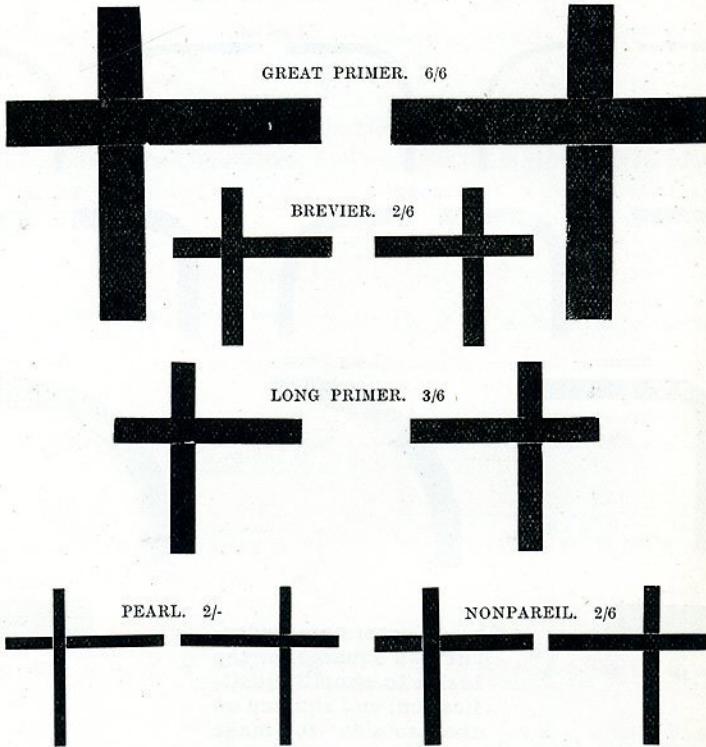 GREAT PRIMER. 6/6
BREVIER. 2/6
LONG PRIMER. 3/6
PEARL. 2/-
NONPAREIL. 2/6